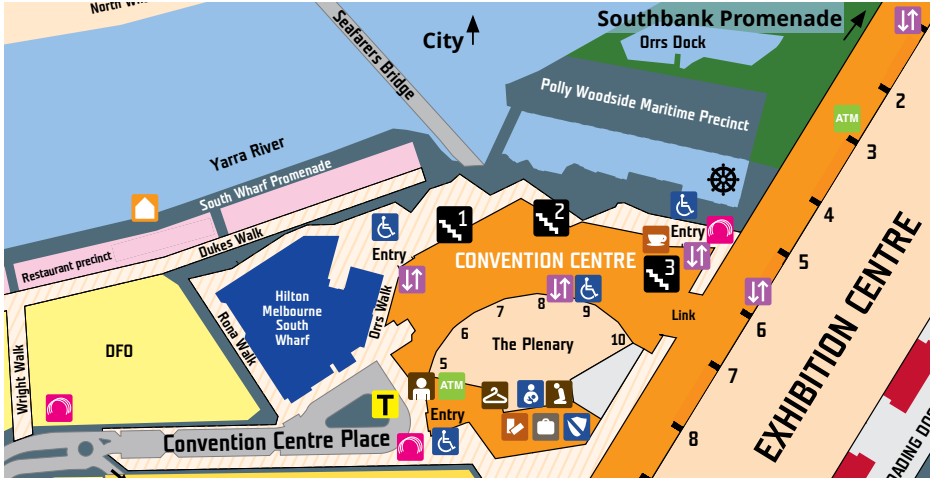 North W
City
Southbank Promenade
Orrs Dock
Seafarers Bridge
Polly Woodside Maritime Precinct
2
ATM
3
Yarra River
South Wharf Promenade
4
1
2
Entry
Dukes Walk
Restaurant precinct
Entry
CONVENTION CENTRE
3
5
EXHIBITION CENTRE
Hilton
Melbourne
South
Wharf
Orrs Walk
8
9
7
6
10
Link
6
Rona Walk
The Plenary
DFO
Wright Walk
5
7
ATM
T
Entry
8
Convention Centre Place
OADING DO